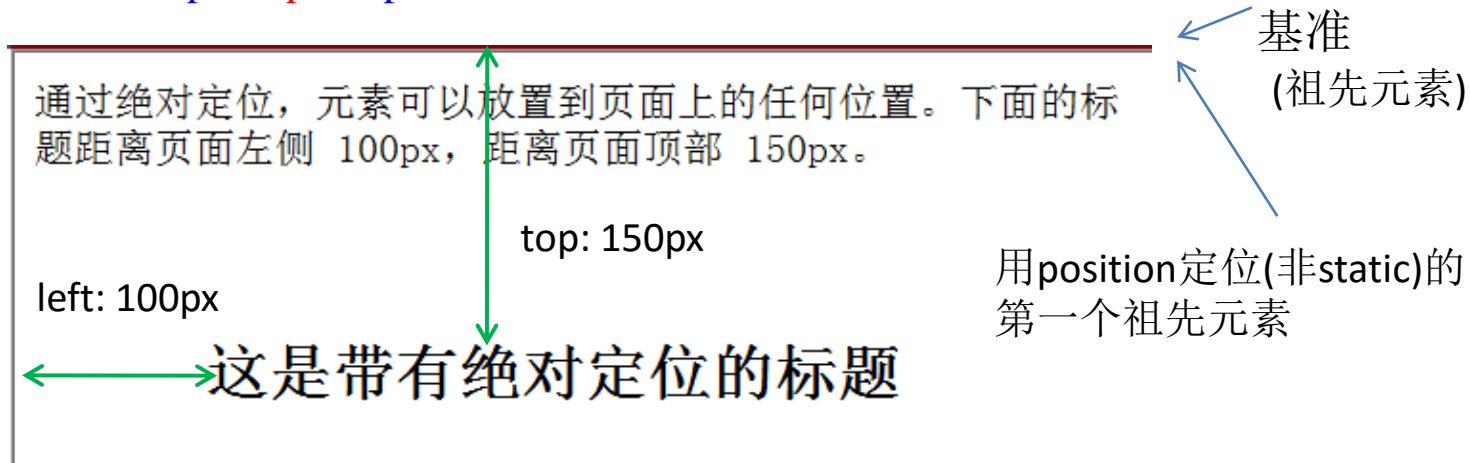 基准
(祖先元素)
通过绝对定位，元素可以放置到页面上的任何位置。下面的标
题距离页面左侧 100px，距离页面顶部 150px。
top: 150px
left: 100px
用position定位(非static)的
第一个祖先元素
这是带有绝对定位的标题